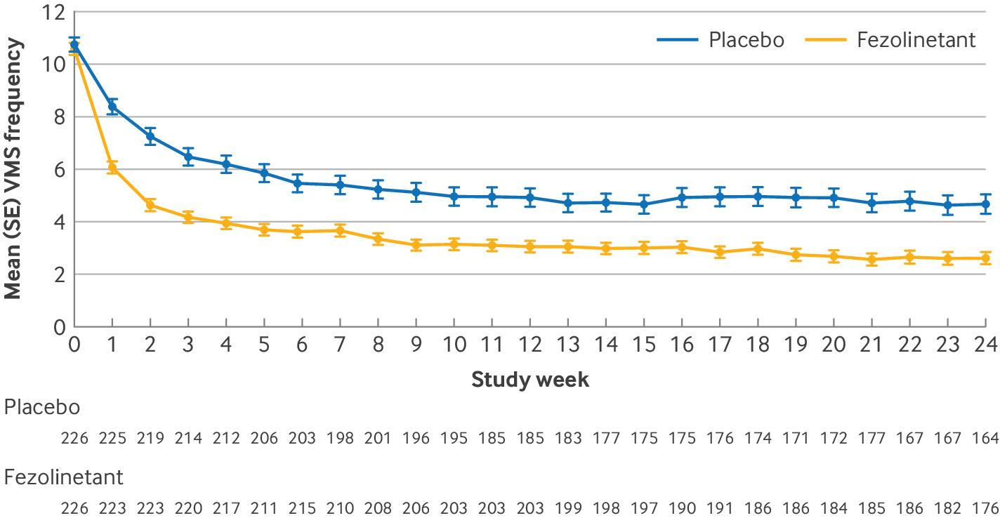 Mean (SE) VMS frequency
12
10
8
6
4
2
0
Placebo Fezolinetant
0 1 2 3 4 5 6 7 8 9 10 11 12 13 14 15 16 17 18 19 20 21 22 23 24
Study week
Placebo
226 225 219 214 212 206 203 198 201 196 195 185 185 183 177 175 175 176 174 171 172 177 167 167 164
Fezolinetant
226 223 223 220 217 211 215 210 208 206 203 203 203 199 198 197 190 191 186 186 184 185 186 182 176